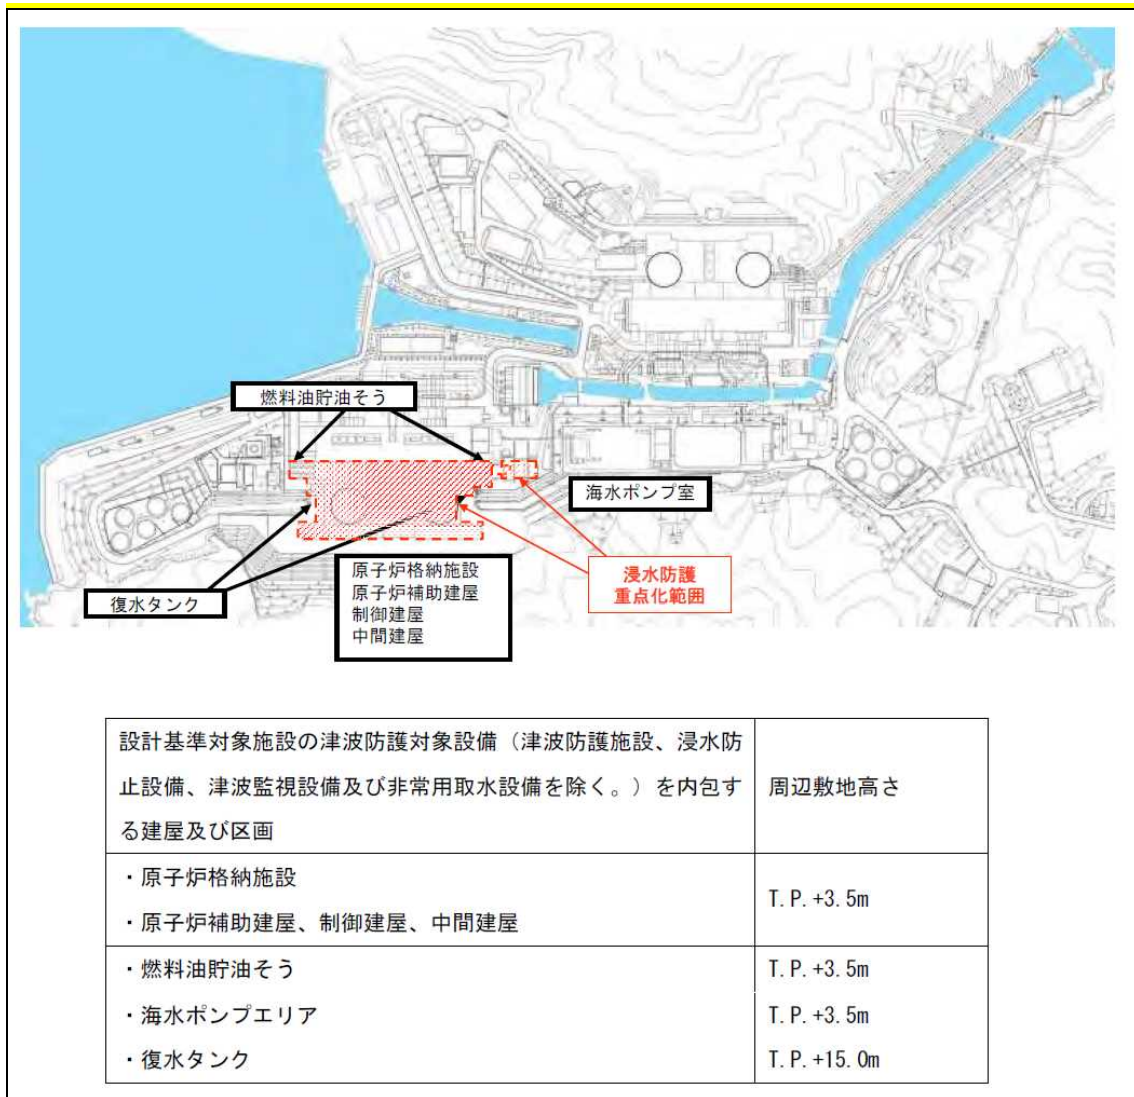 燃料油貯油そう
海水ポンプ室
復水タンク
原子炉格納施設
原子炉補助建屋
制御建屋
中間建屋
浸水防護
重点化範囲
設計基準対象施設の津波防護対象設備（津波防護施設、浸水防
止設備、津波監視設備及び非常用取水設備を除く。）を内包す
る建屋及び区画
周辺敷地高さ
・原子炉格納施設
・原子炉補助建屋、制御建屋、中間建屋
T.P.+3.5m
・燃料油貯油そう
T.P.+3.5m
・海水ポンプエリア
T.P.+3.5m
・復水タンク
T.P.+15.0m